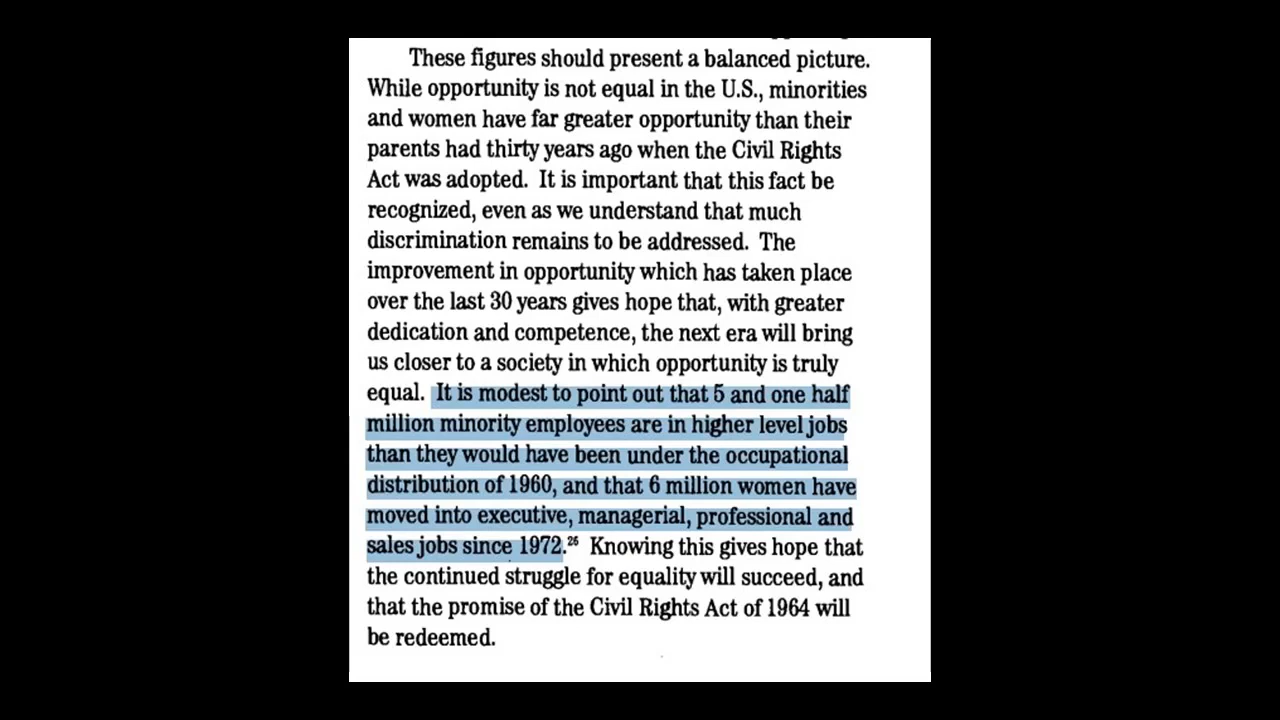 These figures should present a balanced picture.
While opportunity is not equal in the U.S., minorities
and women have far greater opportunity than their
parents had thirty years ago when the Civil Rights
Act was adopted. It is important that this fact be
recognized, even as we understand that much
discrimination remains to be addressed. The
improvement in opportunity which has taken place
over the last 30 years gives hope that, with greater
dedication and competence, the next era will bring
us closer to a society in which opportunity is truly
equal. It is modest to point out that 5 and one half
million minority employees are in higher level jobs
than they would have been under the occupational
distribution of 1960, and that 6 million women have
moved into executive, managerial, professional and
sales jobs since 1972.²⁶ Knowing this gives hope that
the continued struggle for equality will succeed, and
that the promise of the Civil Rights Act of 1964 will
be redeemed.